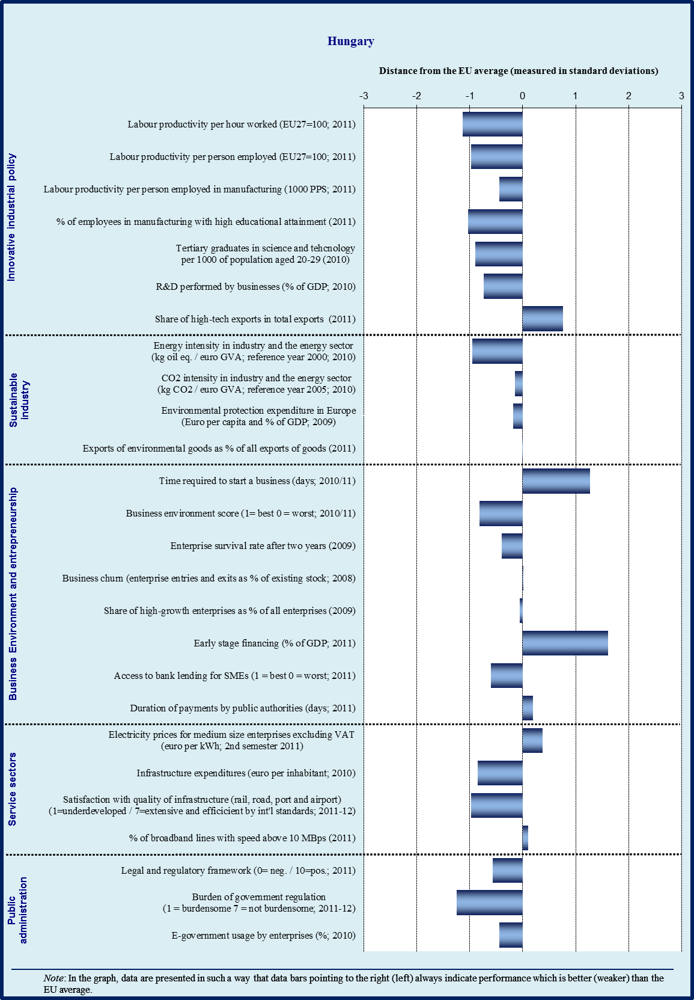 Hungary
Distance from the EU average (measured in standard deviations)
-3 -2 -1 0 1 2 3
Innovative industrial policy
Labour productivity per hour worked (EU27=100; 2011)
Labour productivity per person employed (EU27=100; 2011)
Labour productivity per person employed in manufacturing (1000 PPS; 2011)
% of employees in manufacturing with high educational attainment (2011)
Tertiary graduates in science and tehcnology
per 1000 of population aged 20-29 (2010)
R&D performed by businesses (% of GDP; 2010)
Share of high-tech exports in total exports (2011)
Sustainable
industry
Energy intensity in industry and the energy sector
(kg oil eq. / euro GVA; reference year 2000; 2010)
CO2 intensity in industry and the energy sector
(kg CO2 / euro GVA; reference year 2005; 2010)
Environmental protection expenditure in Europe
(Euro per capita and % of GDP; 2009)
Exports of environmental goods as % of all exports of goods (2011)
Business Environment and entrepreneurship
Time required to start a business (days; 2010/11)
Business environment score (1= best 0 = worst; 2010/11)
Enterprise survival rate after two years (2009)
Business churn (enterprise entries and exits as % of existing stock; 2008)
Share of high-growth enterprises as % of all enterprises (2009)
Early stage financing (% of GDP; 2011)
Access to bank lending for SMEs (1 = best 0 = worst; 2011)
Duration of payments by public authorities (days; 2011)
Service sectors
Electricity prices for medium size enterprises excluding VAT
(euro per kWh; 2nd semester 2011)
Infrastructure expenditures (euro per inhabitant; 2010)
Satisfaction with quality of infrastructure (rail, road, port and airport)
(1=underdeveloped / 7=extensive and efficicient by int'l standards; 2011-12)
% of broadband lines with speed above 10 MBps (2011)
Public
administration
Legal and regulatory framework (0= neg. / 10=pos.; 2011)
Burden of government regulation
(1 = burdensome 7 = not burdensome; 2011-12)
E-government usage by enterprises (%; 2010)
Note: In the graph, data are presented in such a way that data bars pointing to the right (left) always indicate performance which is better (weaker) than the
EU average.